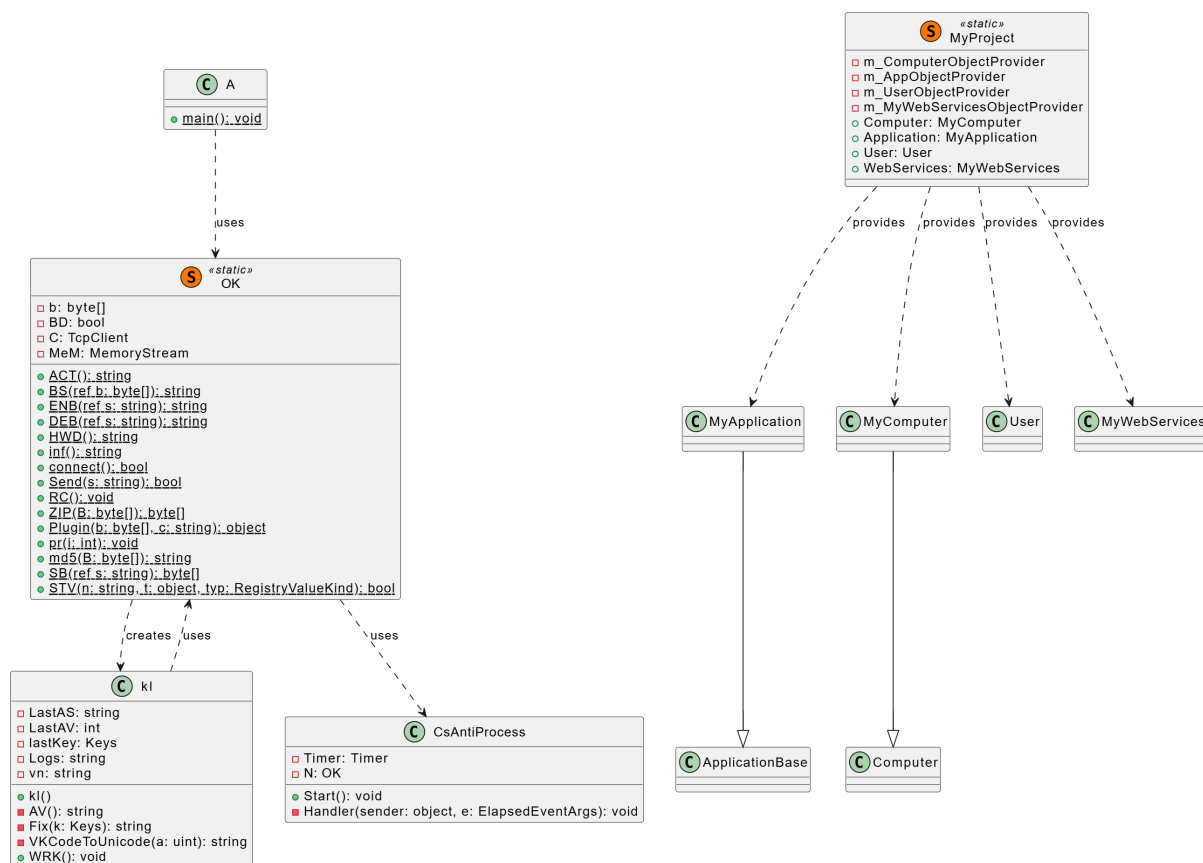 «static»
MyProject
m_ComputerObjectProvider
m_AppObjectProvider
m_UserObjectProvider
m_MyWebServicesObjectProvider
Computer: MyComputer
Application: MyApplication
User: User
WebServices: MyWebServices
A
main(): void
uses
provides
provides
provides
provides
«static»
OK
b: byte[]
BD: bool
C: TcpClient
MeM: MemoryStream
ACT(): string
BS(ref b: byte[]): string
ENB(ref s: string): string
DEB(ref s: string): string
HWD(): string
inf(): string
connect(): bool
Send(s: string): bool
RC(): void
ZIP(B: byte[]): byte[]
Plugin(b: byte[], c: string): object
pr(i: int): void
md5(B: byte[]): string
SB(ref s: string): byte[]
STV(n: string, t: object, typ: RegistryValueKind): bool
C MyApplication
C MyComputer
C User
C MyWebServices
creates
uses
uses
C kl
LastAS: string
LastAV: int
lastKey: Keys
Logs: string
vn: string
kl()
AV(): string
Fix(k: Keys): string
VKCodeToUnicode(a: uint): string
WRK(): void
C CsAntiProcess
Timer: Timer
N: OK
Start(): void
Handler(sender: object, e: ElapsedEventArgs): void
C ApplicationBase
C Computer